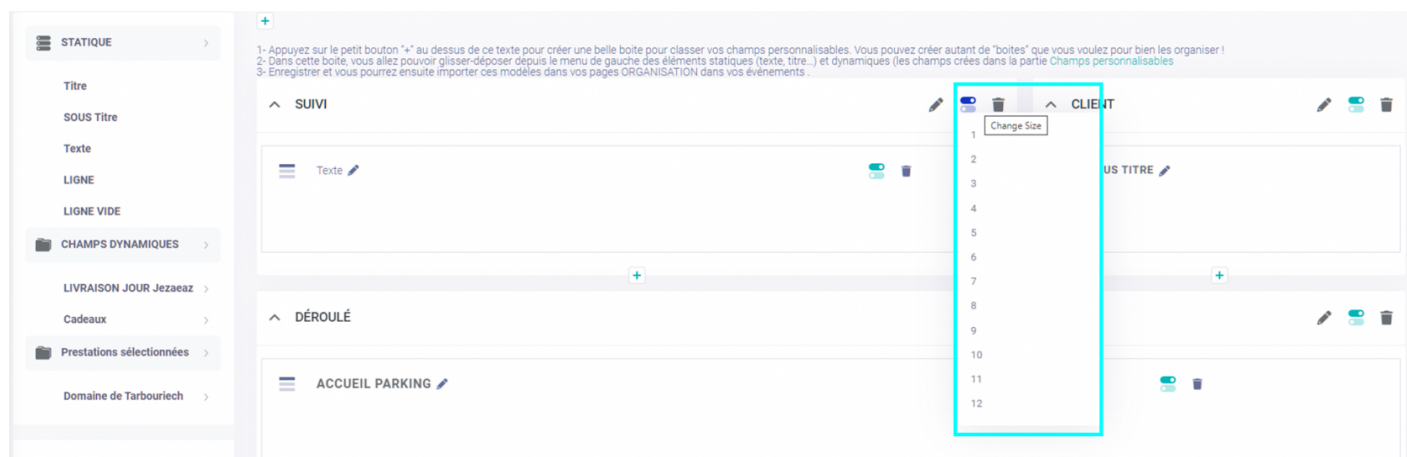 STATIQUE
Titre
SOUS Titre
Texte
LIGNE
LIGNE VIDE
CHAMPS DYNAMIQUES
LIVRAISON JOUR Jezaeaz
Cadeaux
Prestations sélectionnées
Domaine de Tarbouriech
+
1- Appuyez sur le petit bouton "+" au dessus de ce texte pour créer une belle boite pour classer vos champs personnalisables. Vous pouvez créer autant de "boites" que vous voulez pour bien les organiser !
2- Dans cette boite, vous allez pouvoir glisser-déposer depuis le menu de gauche des éléments statiques (texte, titre...) et dynamiques (les champs crées dans la partie Champs personnalisables
3- Enregistrer et vous pourrez ensuite importer ces modèles dans vos pages ORGANISATION dans vos événements .
SUIVI
CLIENT
Change Size
1
2
3
4
5
6
7
8
9
10
11
12
Texte
US TITRE
+
+
DÉROULÉ
ACCUEIL PARKING